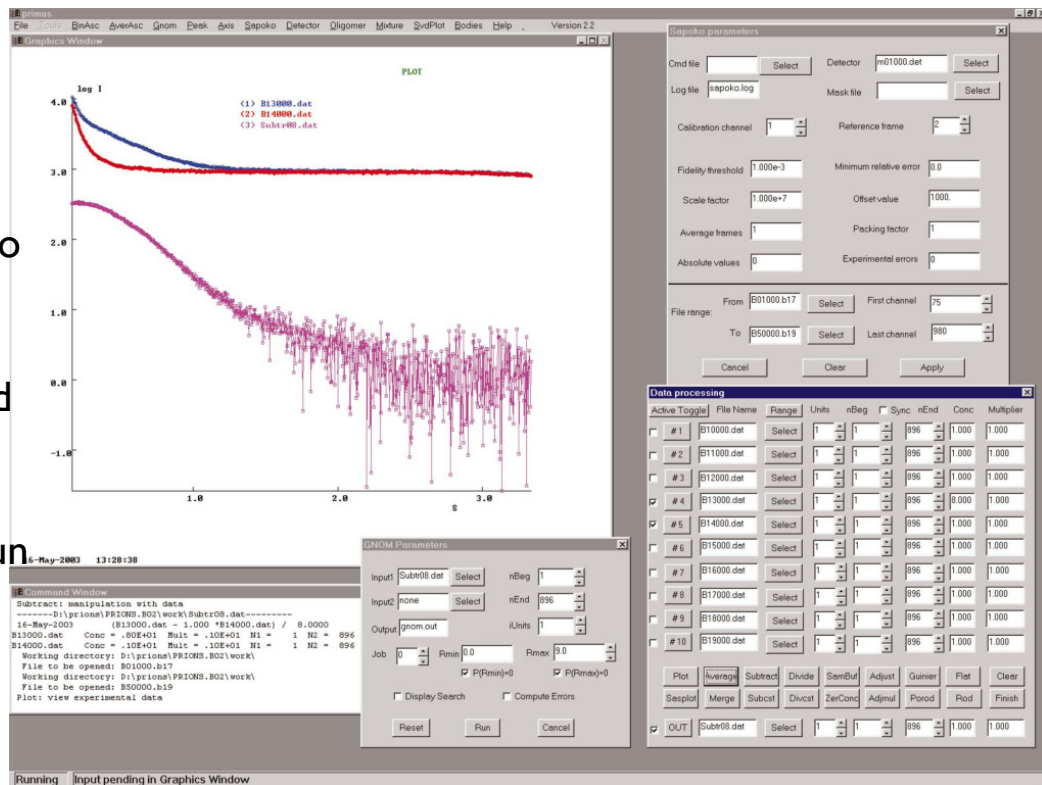 primus
File Tools BinAsc AverAsc Gnom Peak Axis Sapoko Detector Oligomer Mixture SvdPlot Bodies Help Version 2.2
Graphics Window
PLOT
log I
(1) B13000.dat
(2) B14000.dat
(3) Subtr08.dat
4.0
3.0
2.0
1.0
0.0
-1.0
1.0 2.0 3.0
s
16-May-2003 13:28:38
o
d
un
Sapoko parameters
Cmd file Select Detector m01000.det Select
Log file sapoko.log Mask file Select
Calibration channel 1 Reference frame 2
Fidelity threshold 1.000e-3 Minimum relative error 0.0
Scale factor 1.000e+7 Offset value 1000.
Average frames 1 Packing factor 1
Absolute values 0 Experimental errors 0
File range:
From B01000.b17 Select First channel 75
To B50000.b19 Select Last channel 980
Cancel Clear Apply
Command Window
Subtract: manipulation with data
-------D:\prions\PRIONS.BO2\work\Subtr08.dat---------
16-May-2003 (B13000.dat - 1.000 *B14000.dat) / 8.0000
B13000.dat Conc = .80E+01 Mult = .10E+01 N1 = 1 N2 = 896
B14000.dat Conc = .10E+01 Mult = .10E+01 N1 = 1 N2 = 896
Working directory: D:\prions\PRIONS.BO2\work\
File to be opened: B01000.b17
Working directory: D:\prions\PRIONS.BO2\work\
File to be opened: B50000.b19
Plot: view experimental data
GNOM Parameters
Input1 Subtr08.dat Select nBeg 1
Input2 none Select nEnd 896
Output gnom.out iUnits 1
Job 0 Rmin 0.0 Rmax 9.0
P(Rmin)=0 P(Rmax)=0
Display Search Compute Errors
Reset Run Cancel
Data processing
Active Toggle File Name Range Units nBeg Sync nEnd Conc Multiplier
#1 B10000.dat Select 1 1 896 1.000 1.000
#2 B11000.dat Select 1 1 896 1.000 1.000
#3 B12000.dat Select 1 1 896 1.000 1.000
#4 B13000.dat Select 1 1 896 8.000 1.000
#5 B14000.dat Select 1 1 896 1.000 1.000
#6 B15000.dat Select 1 1 896 1.000 1.000
#7 B16000.dat Select 1 1 896 1.000 1.000
#8 B17000.dat Select 1 1 896 1.000 1.000
#9 B18000.dat Select 1 1 896 1.000 1.000
#10 B19000.dat Select 1 1 896 1.000 1.000
Plot Average Subtract Divide SamBuf Adjust Guinier Flat Clear
Sasplot Merge Subcst Divcst ZerConc Adjmul Porod Rod Finish
OUT Subtr08.dat Select 1 1 896 1.000 1.000
Running Input pending in Graphics Window